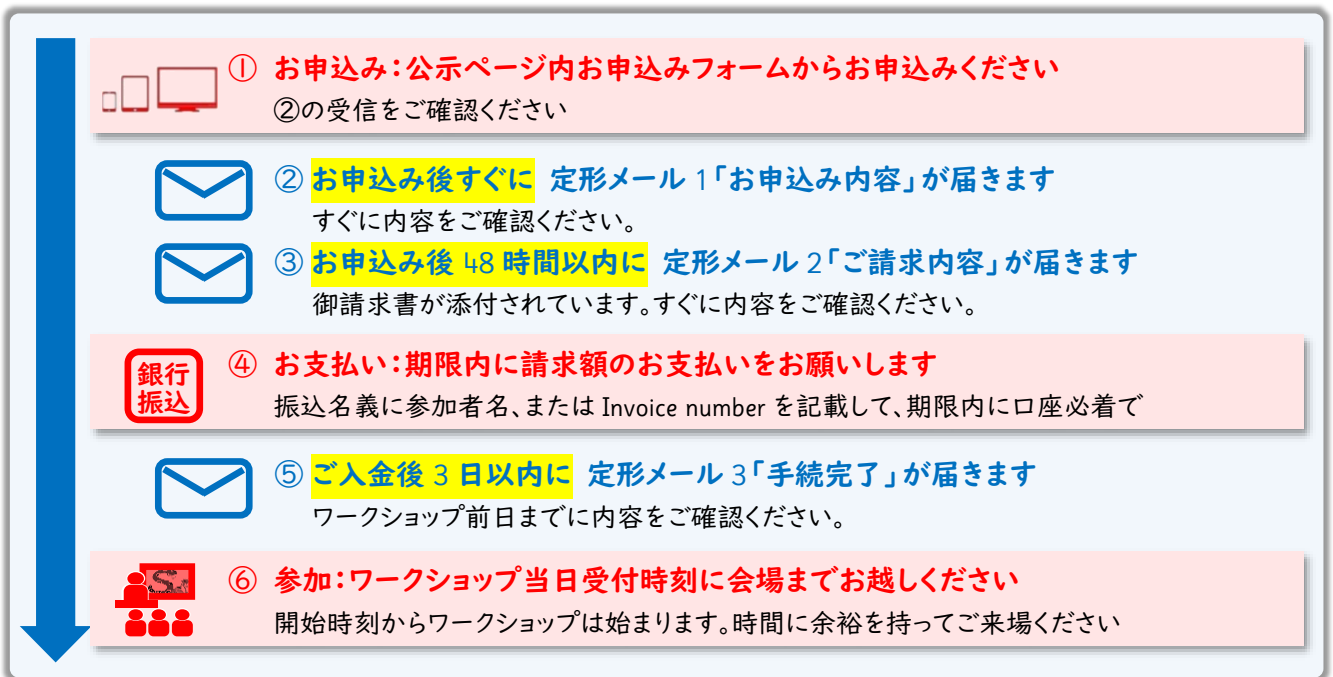 ① お申込み：公示ページ内お申込みフォームからお申込みください
②の受信をご確認ください
② お申込み後すぐに 定形メール 1「お申込み内容」が届きます
すぐに内容をご確認ください。
③ お申込み後 48 時間以内に 定形メール 2「ご請求内容」が届きます
御請求書が添付されています。すぐに内容をご確認ください。
銀行
振込
④ お支払い：期限内に請求額のお支払いをお願いします
振込名義に参加者名、または Invoice number を記載して、期限内に口座必着で
⑤ ご入金後 3 日以内に 定形メール 3「手続完了」が届きます
ワークショップ前日までに内容をご確認ください。
⑥ 参加：ワークショップ当日受付時刻に会場までお越しください
開始時刻からワークショップは始まります。時間に余裕を持ってご来場ください